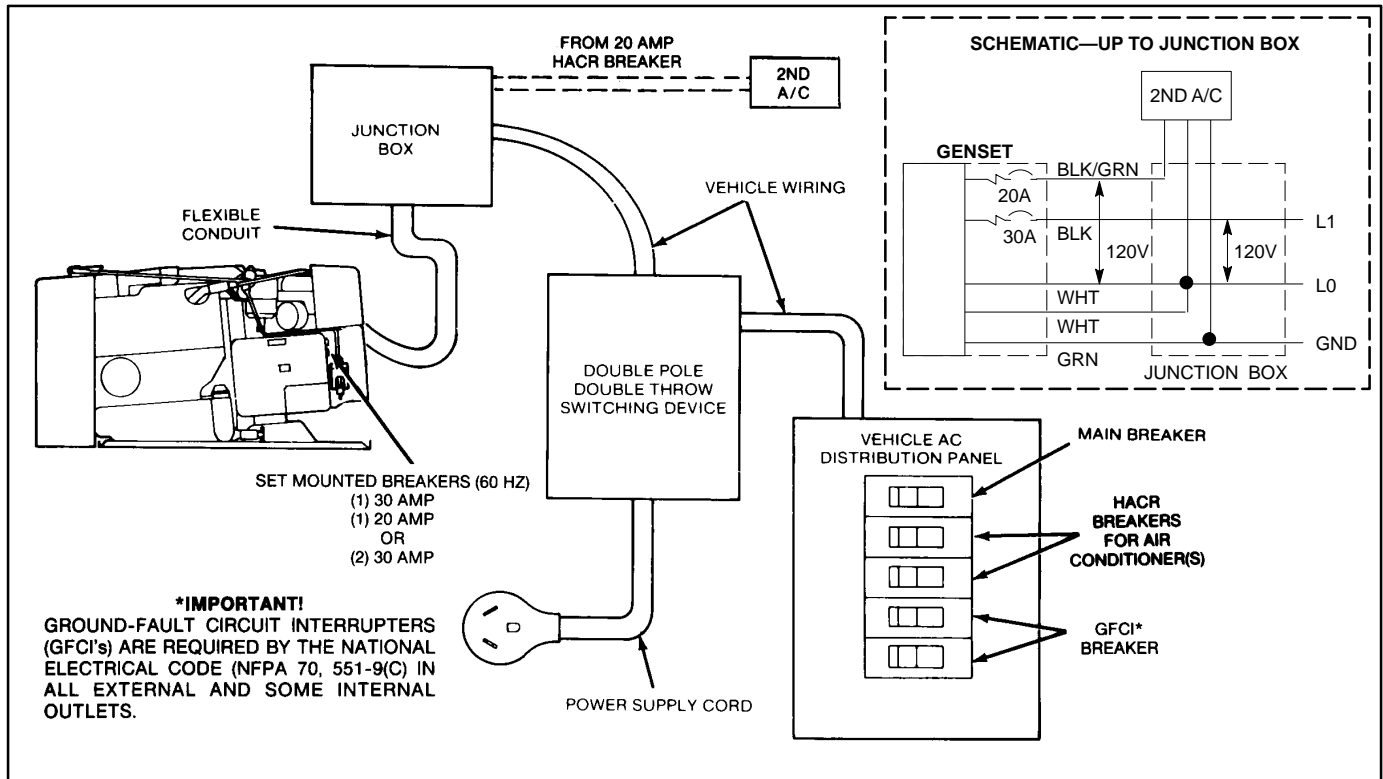 FROM 20 AMP
HACR BREAKER
2ND
A/C
JUNCTION
BOX
VEHICLE WIRING
FLEXIBLE
CONDUIT
DOUBLE POLE
DOUBLE THROW
SWITCHING DEVICE
SET MOUNTED BREAKERS (60 HZ)
(1) 30 AMP
(1) 20 AMP
OR
(2) 30 AMP
*IMPORTANT!
GROUND-FAULT CIRCUIT INTERRUPTERS
(GFCI's) ARE REQUIRED BY THE NATIONAL
ELECTRICAL CODE (NFPA 70, 551-9(C) IN
ALL EXTERNAL AND SOME INTERNAL
OUTLETS.
POWER SUPPLY CORD
VEHICLE AC
DISTRIBUTION PANEL
MAIN BREAKER
HACR
BREAKERS
FOR AIR
CONDITIONER(S)
GFCI*
BREAKER
SCHEMATIC—UP TO JUNCTION BOX
2ND A/C
GENSET
BLK/GRN
20A
30A
BLK
120V
120V
L1
L0
WHT
WHT
GRN
GND
JUNCTION BOX